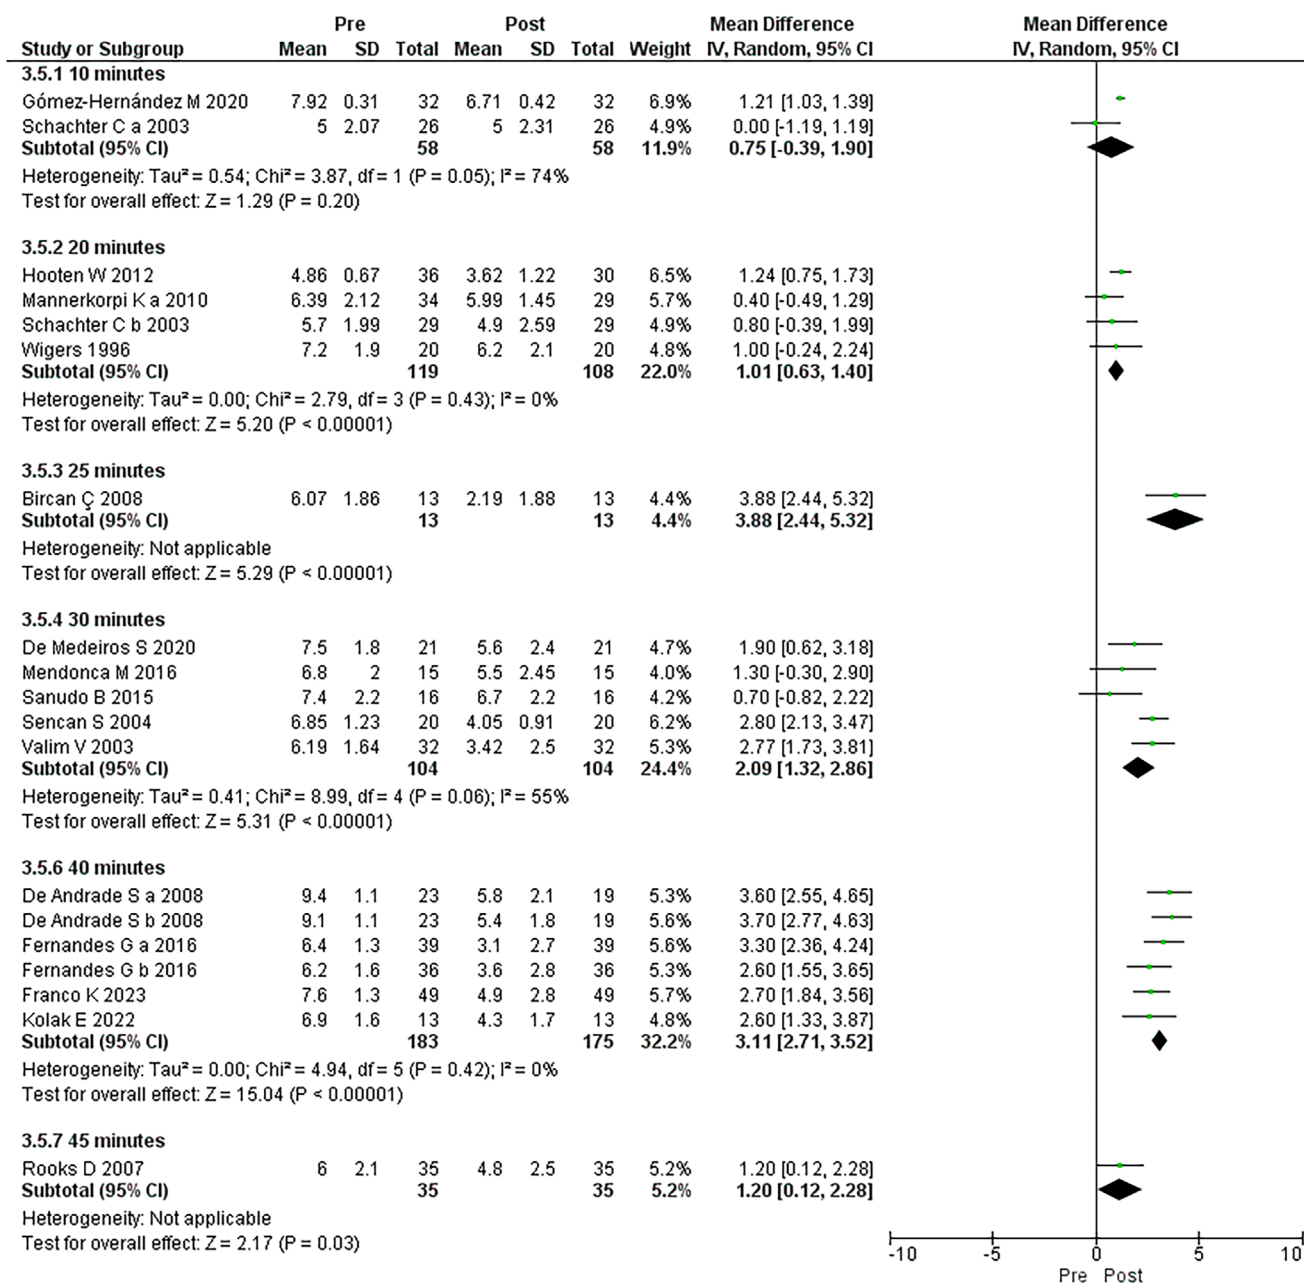 Pre Post Mean Difference Mean Difference
Study or Subgroup Mean SD Total Mean SD Total Weight IV, Random, 95% CI IV, Random, 95% CI
3.5.1 10 minutes
Gómez-Hernández M 2020 7.92 0.31 32 6.71 0.42 32 6.9% 1.21 [1.03, 1.39]
Schachter C a 2003 5 2.07 26 5 2.31 26 4.9% 0.00 [-1.19, 1.19]
Subtotal (95% CI) 58 58 11.9% 0.75 [-0.39, 1.90]
Heterogeneity: Tau² = 0.54; Chi² = 3.87, df = 1 (P = 0.05); I² = 74%
Test for overall effect: Z = 1.29 (P = 0.20)
3.5.2 20 minutes
Hooten W 2012 4.86 0.67 36 3.62 1.22 30 6.5% 1.24 [0.75, 1.73]
Mannerkorpi K a 2010 6.39 2.12 34 5.99 1.45 29 5.7% 0.40 [-0.49, 1.29]
Schachter C b 2003 5.7 1.99 29 4.9 2.59 29 4.9% 0.80 [-0.39, 1.99]
Wigers 1996 7.2 1.9 20 6.2 2.1 20 4.8% 1.00 [-0.24, 2.24]
Subtotal (95% CI) 119 108 22.0% 1.01 [0.63, 1.40]
Heterogeneity: Tau² = 0.00; Chi² = 2.79, df = 3 (P = 0.43); I² = 0%
Test for overall effect: Z = 5.20 (P < 0.00001)
3.5.3 25 minutes
Bircan Ç 2008 6.07 1.86 13 2.19 1.88 13 4.4% 3.88 [2.44, 5.32]
Subtotal (95% CI) 13 13 4.4% 3.88 [2.44, 5.32]
Heterogeneity: Not applicable
Test for overall effect: Z = 5.29 (P < 0.00001)
3.5.4 30 minutes
De Medeiros S 2020 7.5 1.8 21 5.6 2.4 21 4.7% 1.90 [0.62, 3.18]
Mendonca M 2016 6.8 2 15 5.5 2.45 15 4.0% 1.30 [-0.30, 2.90]
Sanudo B 2015 7.4 2.2 16 6.7 2.2 16 4.2% 0.70 [-0.82, 2.22]
Sencan S 2004 6.85 1.23 20 4.05 0.91 20 6.2% 2.80 [2.13, 3.47]
Valim V 2003 6.19 1.64 32 3.42 2.5 32 5.3% 2.77 [1.73, 3.81]
Subtotal (95% CI) 104 104 24.4% 2.09 [1.32, 2.86]
Heterogeneity: Tau² = 0.41; Chi² = 8.99, df = 4 (P = 0.06); I² = 55%
Test for overall effect: Z = 5.31 (P < 0.00001)
3.5.6 40 minutes
De Andrade S a 2008 9.4 1.1 23 5.8 2.1 19 5.3% 3.60 [2.55, 4.65]
De Andrade S b 2008 9.1 1.1 23 5.4 1.8 19 5.6% 3.70 [2.77, 4.63]
Fernandes G a 2016 6.4 1.3 39 3.1 2.7 39 5.6% 3.30 [2.36, 4.24]
Fernandes G b 2016 6.2 1.6 36 3.6 2.8 36 5.3% 2.60 [1.55, 3.65]
Franco K 2023 7.6 1.3 49 4.9 2.8 49 5.7% 2.70 [1.84, 3.56]
Kolak E 2022 6.9 1.6 13 4.3 1.7 13 4.8% 2.60 [1.33, 3.87]
Subtotal (95% CI) 183 175 32.2% 3.11 [2.71, 3.52]
Heterogeneity: Tau² = 0.00; Chi² = 4.94, df = 5 (P = 0.42); I² = 0%
Test for overall effect: Z = 15.04 (P < 0.00001)
3.5.7 45 minutes
Rooks D 2007 6 2.1 35 4.8 2.5 35 5.2% 1.20 [0.12, 2.28]
Subtotal (95% CI) 35 35 5.2% 1.20 [0.12, 2.28]
Heterogeneity: Not applicable
Test for overall effect: Z = 2.17 (P = 0.03)
-10 -5 0 5 10
Pre Post